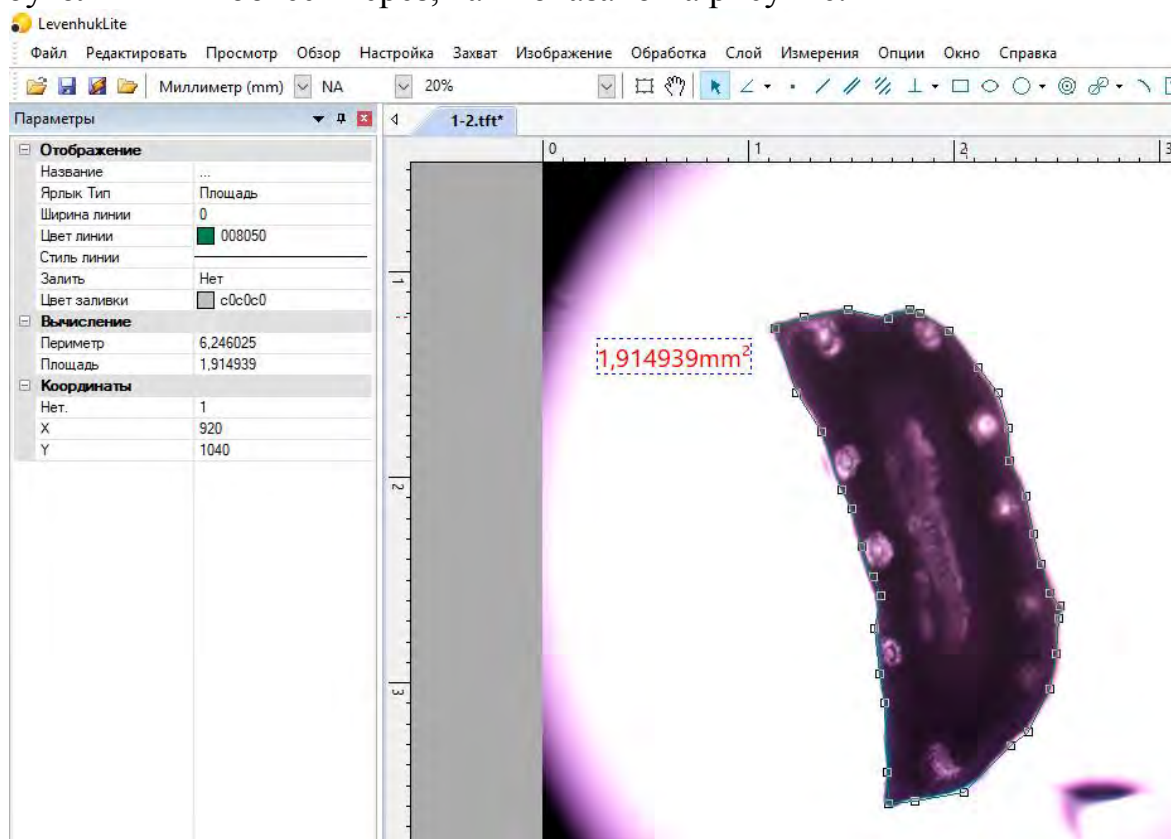 LevenhukLite
Файл Редактировать Просмотр Обзор Настройка Захват Изображение Обработка Слой Измерения Опции Окно Справка
Миллиметр (mm) NA 20%
Параметры
1-2.tft*
Отображение
Название ...
Ярлык Тип Площадь
Ширина линии 0
Цвет линии 008050
Стиль линии
Залить Нет
Цвет заливки c0c0c0
Вычисление
Периметр 6,246025
Площадь 1,914939
Координаты
Нет. 1
X 920
Y 1040
0 1 2 3
1
2
3
1,914939mm²